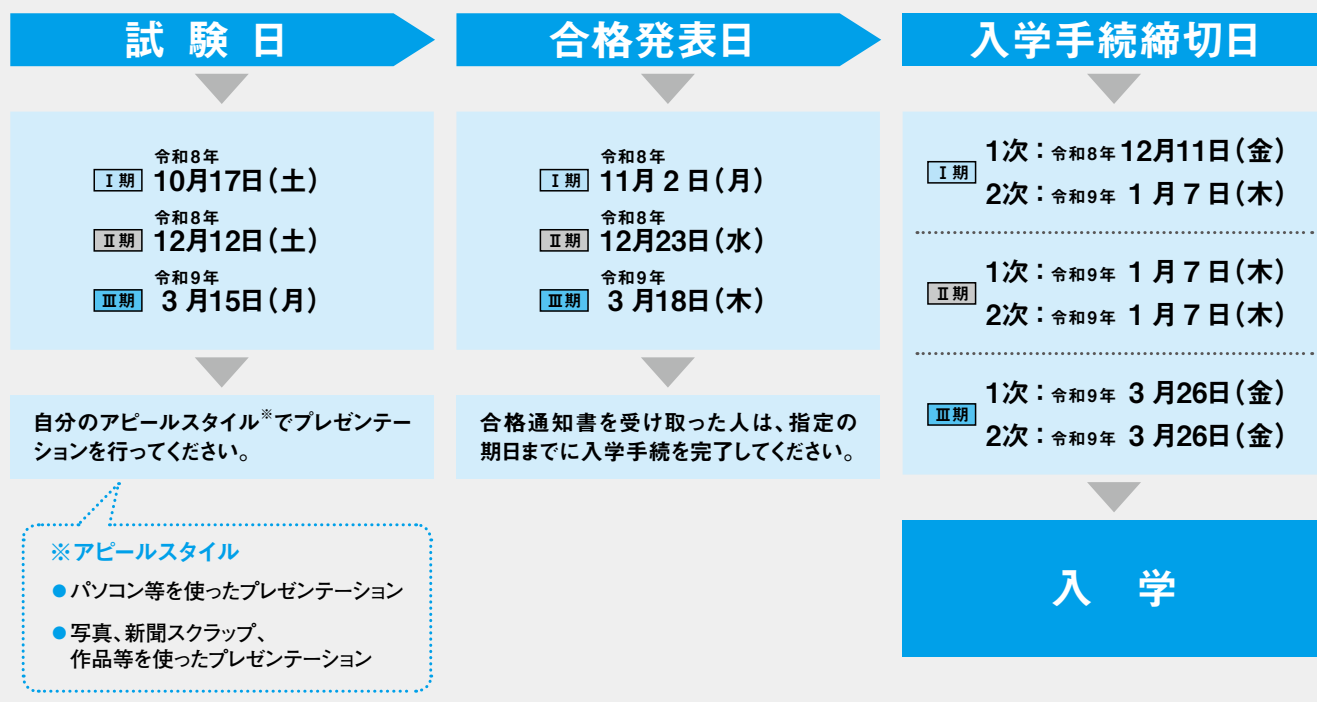 試験日
令和8年
Ⅰ期 10月17日(土)
令和8年
Ⅱ期 12月12日(土)
令和9年
Ⅲ期 3月15日(月)
自分のアピールスタイル※でプレゼンテー
ションを行ってください。
※アピールスタイル
●パソコン等を使ったプレゼンテーション
●写真、新聞スクラップ、
作品等を使ったプレゼンテーション
合格発表日
令和8年
Ⅰ期 11月2日(月)
令和8年
Ⅱ期 12月23日(水)
令和9年
Ⅲ期 3月18日(木)
合格通知書を受け取った人は、指定の
期日までに入学手続を完了してください。
入学手続締切日
Ⅰ期
1次:令和8年12月11日(金)
2次:令和9年 1月7日(木)
Ⅱ期
1次:令和9年 1月7日(木)
2次:令和9年 1月7日(木)
Ⅲ期
1次:令和9年 3月26日(金)
2次:令和9年 3月26日(金)
入学